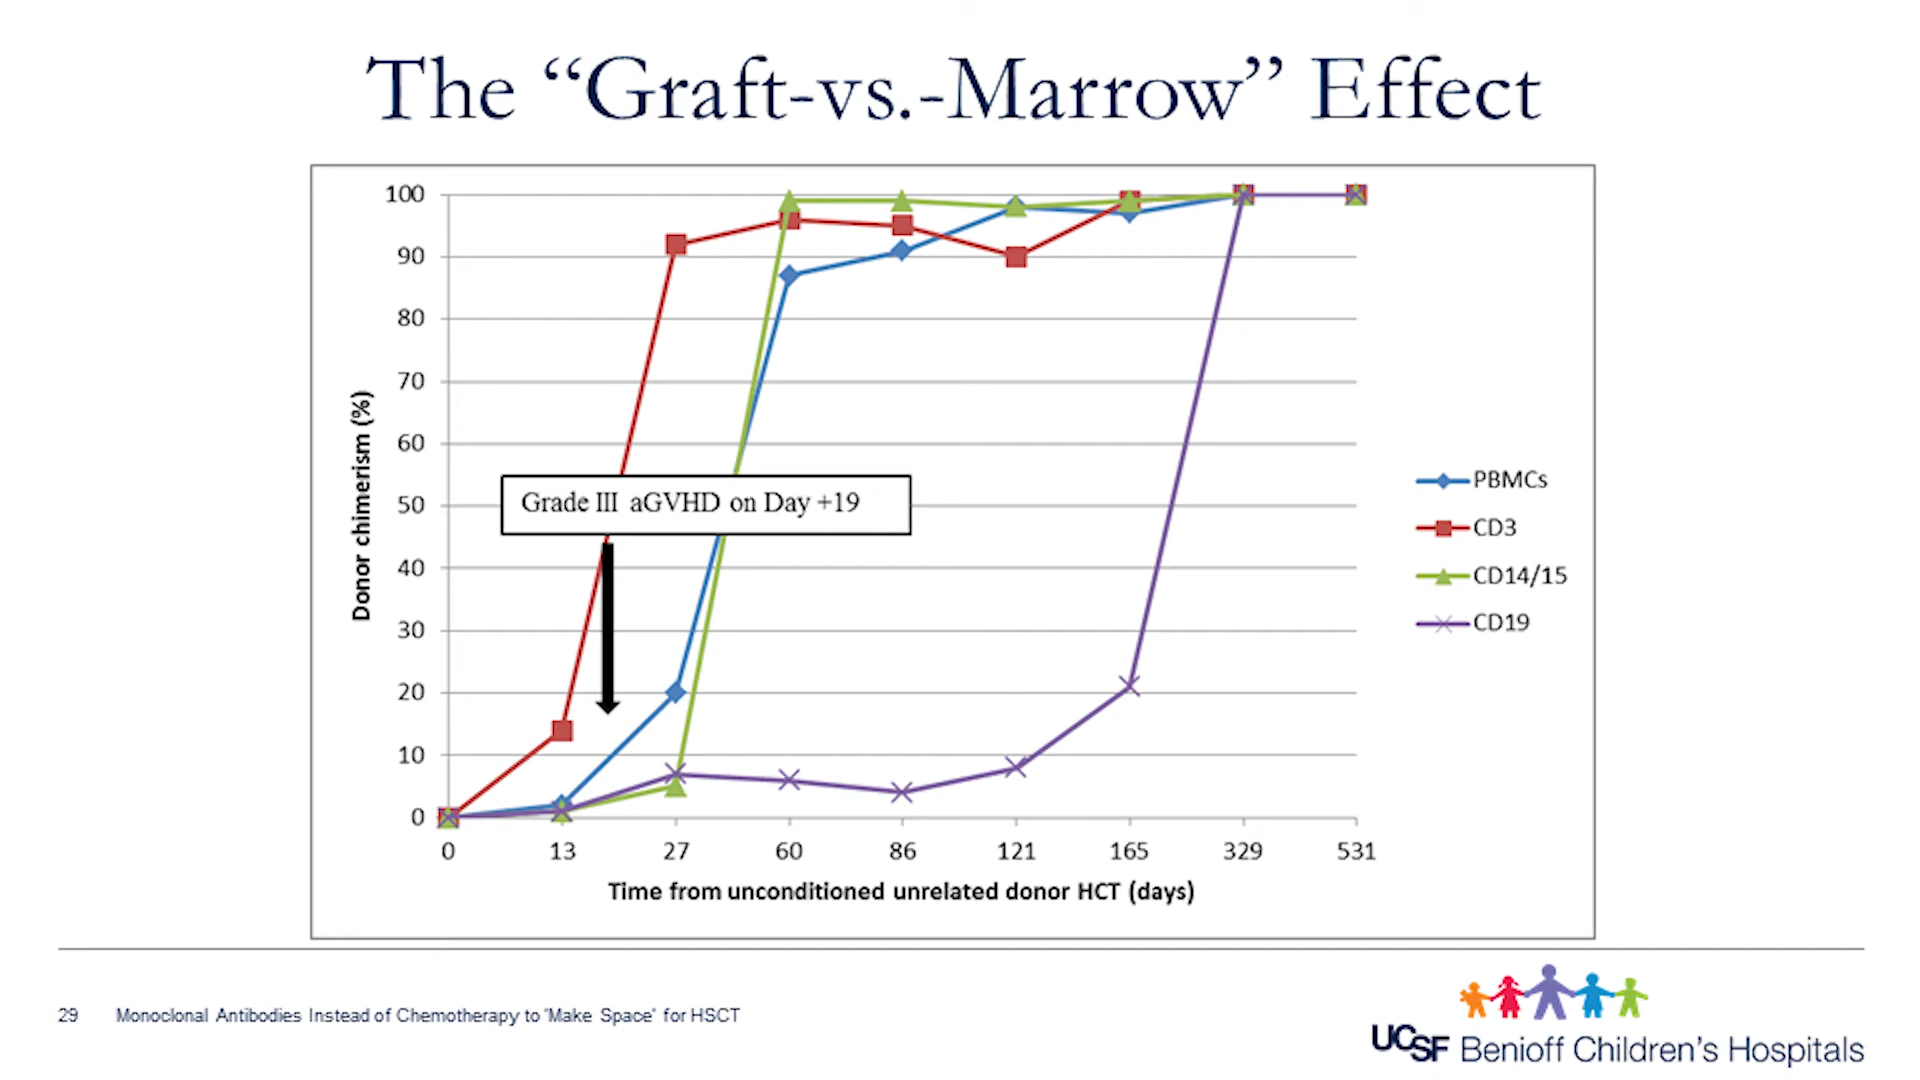 The “Graft-vs.-Marrow” Effect
100
90
80
70
60
50
40
30
20
10
0
Donor chimerism (%)
Grade III aGVHD on Day +19
0 13 27 60 86 121 165 329 531
Time from unconditioned unrelated donor HCT (days)
PBMCs
CD3
CD14/15
CD19
29 Monoclonal Antibodies Instead of Chemotherapy to 'Make Space' for HSCT
UCSF Benioff Children's Hospitals